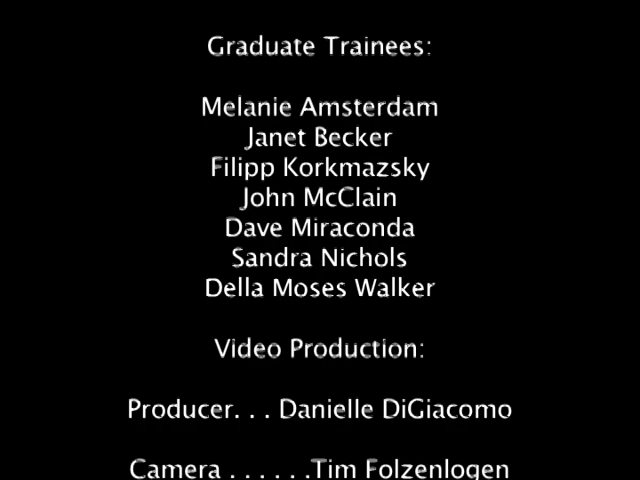 Graduate Trainees:
Melanie Amsterdam
Janet Becker
Filipp Korkmazsky
John McClain
Dave Miraconda
Sandra Nichols
Della Moses Walker
Video Production:
Producer. . . Danielle DiGiacomo
Camera . . . . . .Tim Folzenlogen